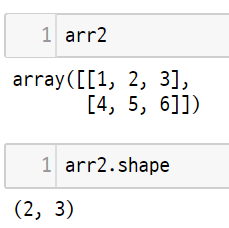 1 arr2
array([[1, 2, 3],
       [4, 5, 6]])
1 arr2.shape
(2, 3)